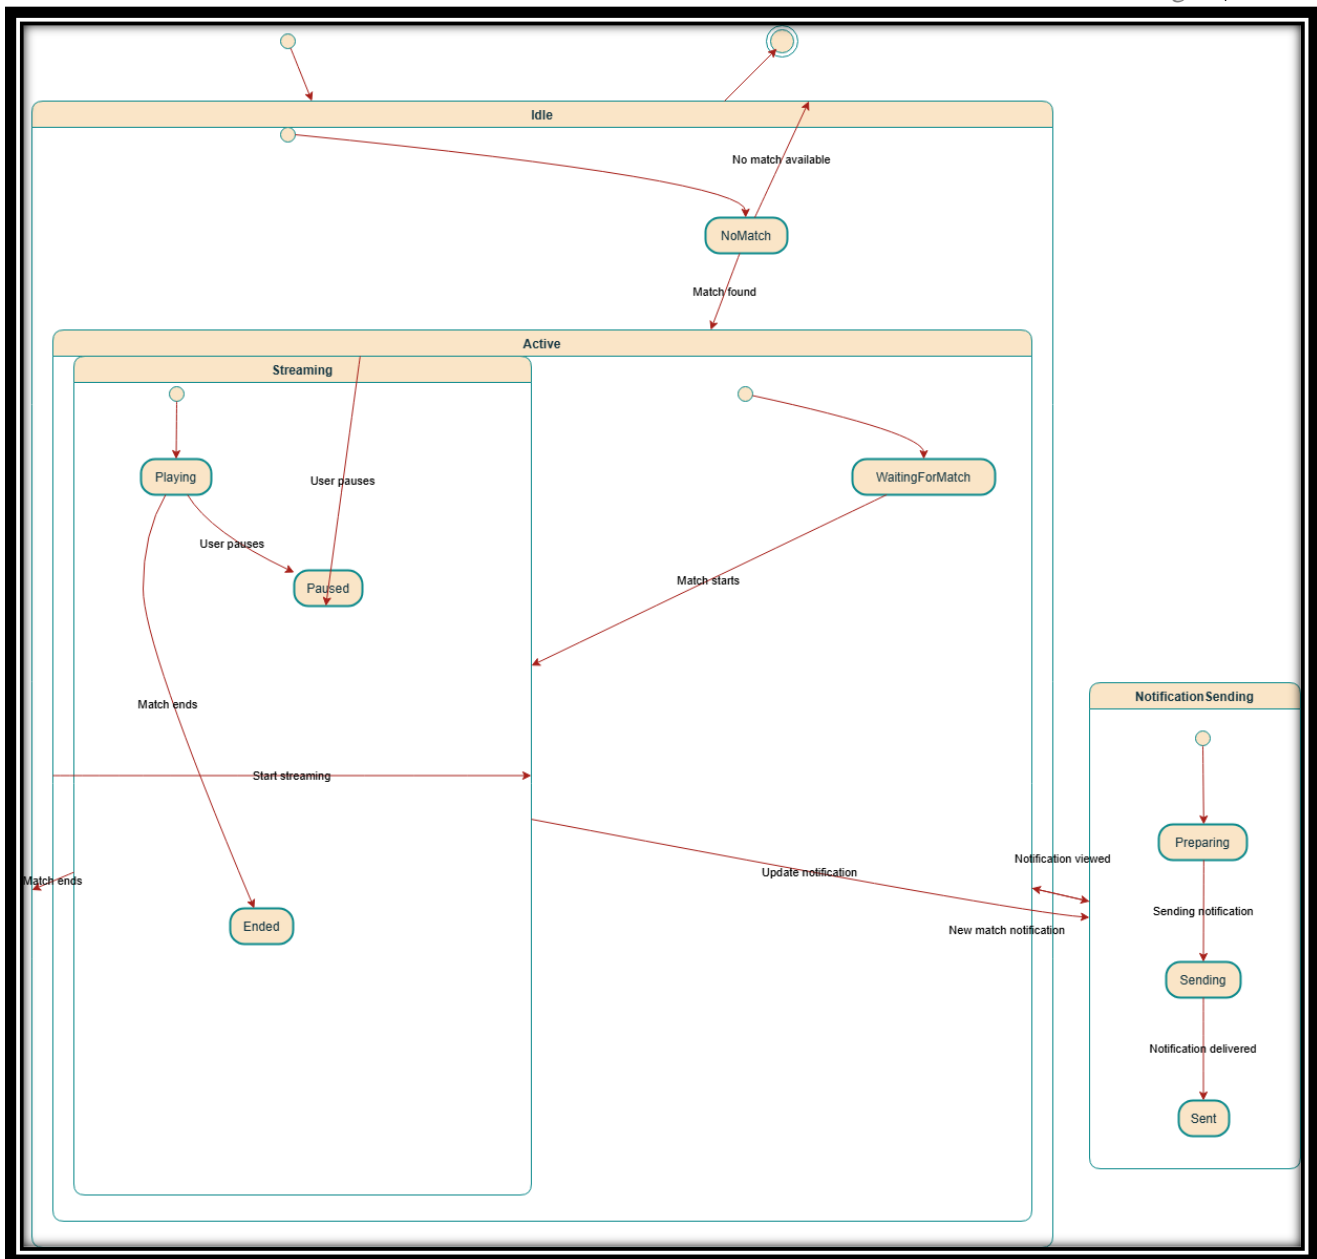 Idle
No match available
NoMatch
Match found
Active
Streaming
Playing
User pauses
WaitingForMatch
User pauses
Paused
Match starts
NotificationSending
Match ends
Start streaming
Preparing
Notification viewed
Update notification
Match ends
Sending notification
Ended
New match notification
Sending
Notification delivered
Sent